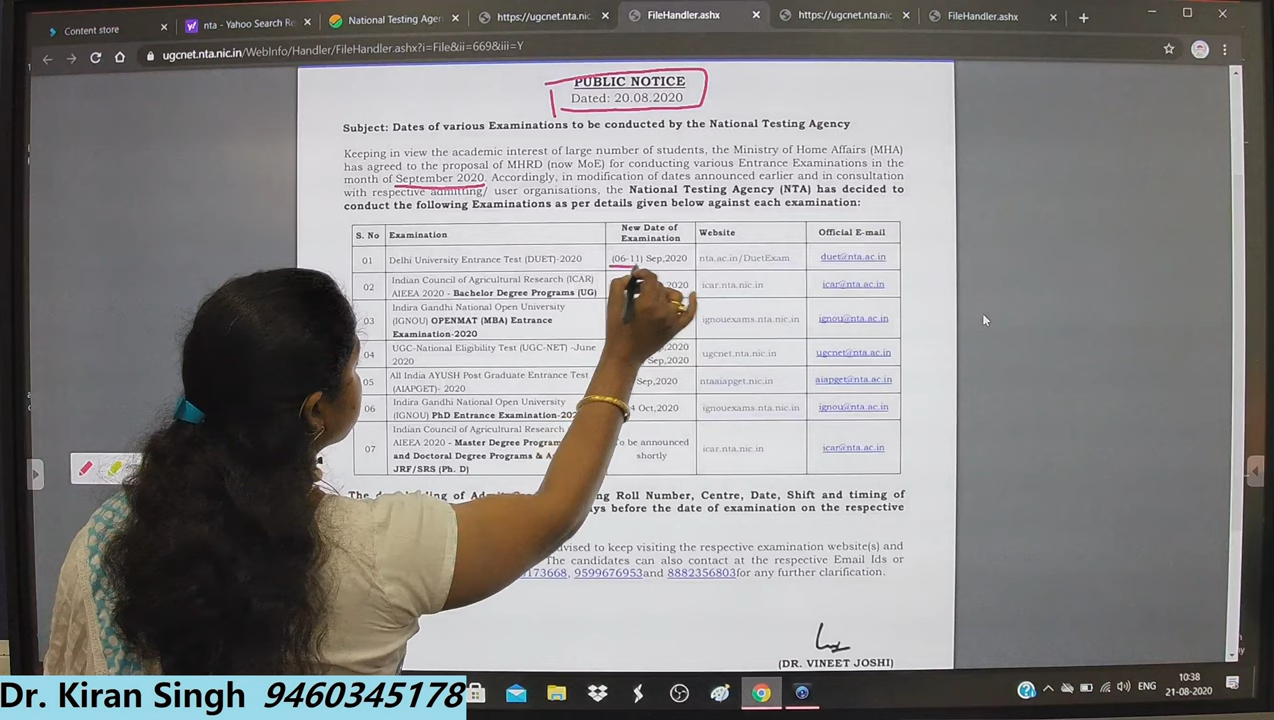 Content store
nta - Yahoo Search Re
National Testing Agen
https://ugcnet.nta.nic.
FileHandler.ashx
https://ugcnet.nta.nic.
FileHandler.ashx
ugcnet.nta.nic.in/WebInfo/Handler/FileHandler.ashx?i=File&ii=669&iii=Y
PUBLIC NOTICE
Dated: 20.08.2020
Subject: Dates of various Examinations to be conducted by the National Testing Agency
Keeping in view the academic interest of large number of students, the Ministry of Home Affairs (MHA)
has agreed to the proposal of MHRD (now MoE) for conducting various Entrance Examinations in the
month of September 2020. Accordingly, in modification of dates announced earlier and in consultation
with respective admitting/ user organisations, the National Testing Agency (NTA) has decided to
conduct the following Examinations as per details given below against each examination:
S. No Examination New Date of Examination Website Official E-mail
01 Delhi University Entrance Test (DUET)-2020 (06-11) Sep,2020 nta.ac.in/DuetExam duet@nta.ac.in
02 Indian Council of Agricultural Research (ICAR) 2020 icar.nta.nic.in icar@nta.ac.in
AIEEA 2020 - Bachelor Degree Programs (UG)
Indira Gandhi National Open University
03 (IGNOU) OPENMAT (MBA) Entrance ignouexams.nta.nic.in ignou@nta.ac.in
Examination-2020
04 UGC-National Eligibility Test (UGC-NET) -June 2020 ugcnet.nta.nic.in ugcnet@nta.ac.in
2020 Sep,2020
05 All India AYUSH Post Graduate Entrance Test Sep,2020 ntaaiapget.nic.in aiapget@nta.ac.in
(AIAPGET)- 2020
06 Indira Gandhi National Open University 4 Oct,2020 ignouexams.nta.nic.in ignou@nta.ac.in
(IGNOU) PhD Entrance Examination-202
Indian Council of Agricultural Research
07 AIEEA 2020 - Master Degree Program To be announced icar.nta.nic.in icar@nta.ac.in
and Doctoral Degree Programs & A shortly
JRF/SRS (Ph. D)
The of Admit ng Roll Number, Centre, Date, Shift and timing of
ys before the date of examination on the respective
vised to keep visiting the respective examination website(s) and
The candidates can also contact at the respective Email Ids or
173668, 9599676953and 8882356803for any further clarification.
(DR. VINEET JOSHI)
ENG
10:38
21-08-2020
Dr. Kiran Singh 9460345178